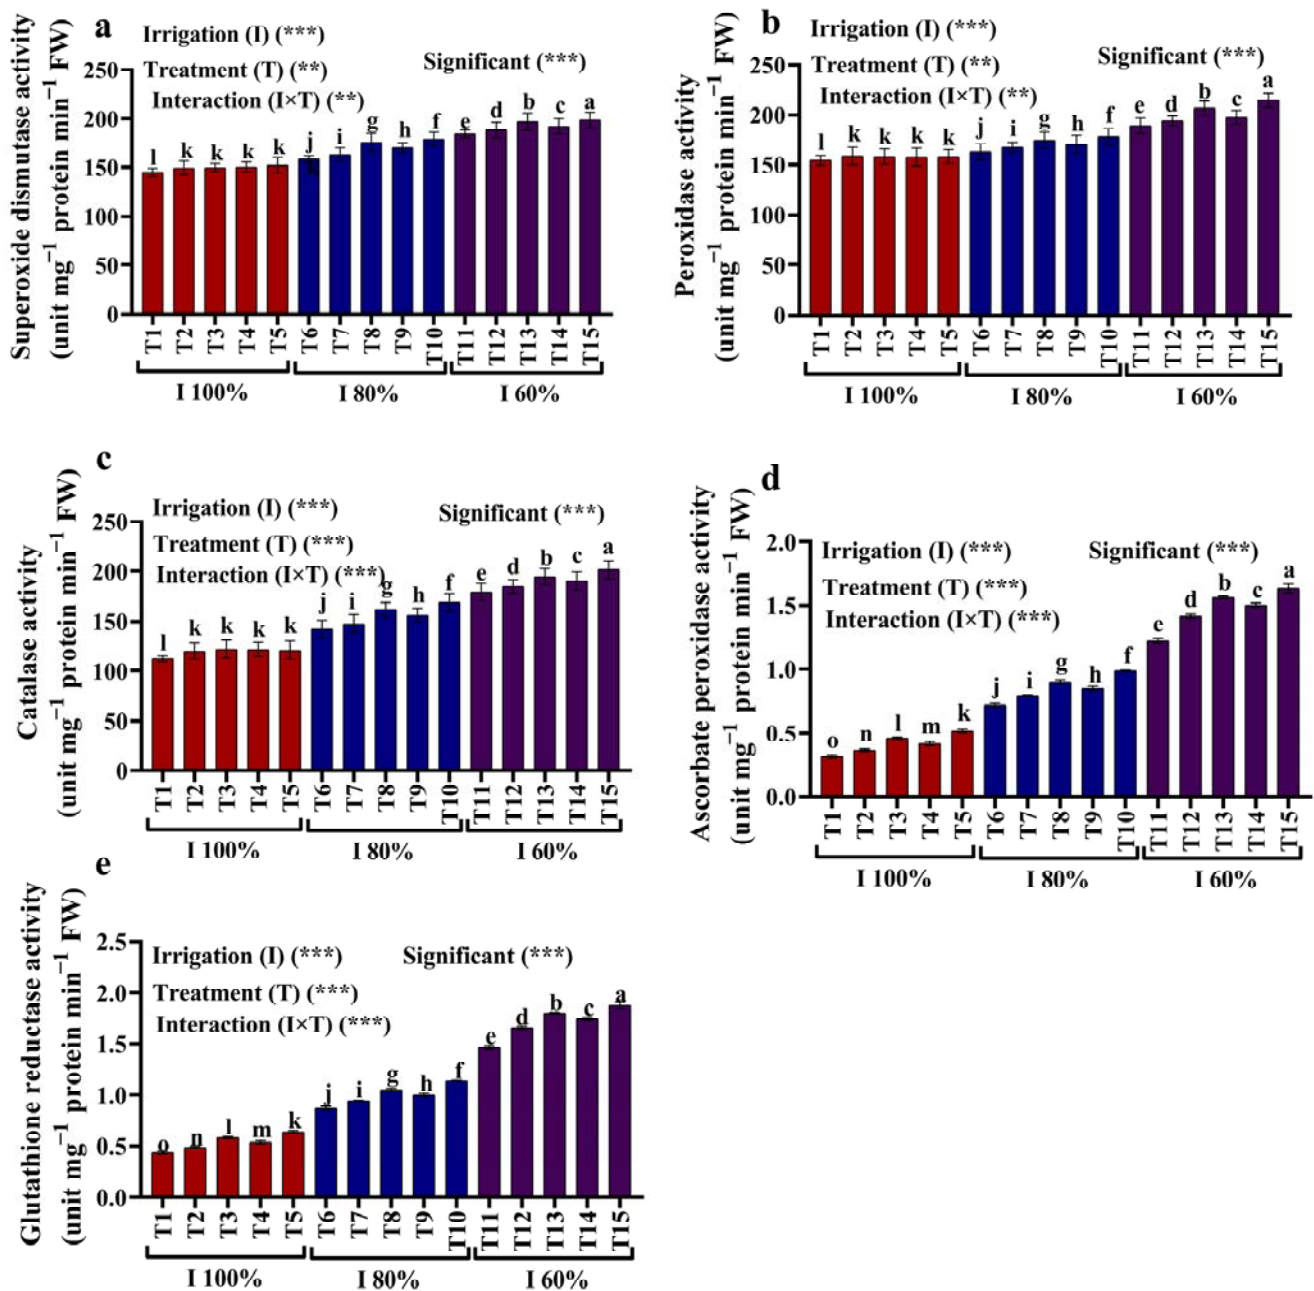 a
Irrigation (I) (***)
Treatment (T) (**)
Interaction (I×T) (**)
Significant (***)
Superoxide dismutase activity
(unit mg⁻¹ protein min⁻¹ FW)
250
200
150
100
50
0
l k k k k j i g h f e d b c a
T1 T2 T3 T4 T5 T6 T7 T8 T9 T10 T11 T12 T13 T14 T15
I 100% I 80% I 60%
b
Irrigation (I) (***)
Treatment (T) (**)
Interaction (I×T) (**)
Significant (***)
Peroxidase activity
(unit mg⁻¹ protein min⁻¹ FW)
250
200
150
100
50
0
l k k k k j i g h f e d b c a
T1 T2 T3 T4 T5 T6 T7 T8 T9 T10 T11 T12 T13 T14 T15
I 100% I 80% I 60%
c
Irrigation (I) (***)
Treatment (T) (***)
Interaction (I×T) (***)
Significant (***)
Catalase activity
(unit mg⁻¹ protein min⁻¹ FW)
250
200
150
100
50
0
l k k k k j i g h f e d b c a
T1 T2 T3 T4 T5 T6 T7 T8 T9 T10 T11 T12 T13 T14 T15
I 100% I 80% I 60%
d
Irrigation (I) (***)
Treatment (T) (***)
Interaction (I×T) (***)
Significant (***)
Ascorbate peroxidase activity
(unit mg⁻¹ protein min⁻¹ FW)
2.0
1.5
1.0
0.5
0.0
o n l m k j i g h f e d b c a
T1 T2 T3 T4 T5 T6 T7 T8 T9 T10 T11 T12 T13 T14 T15
I 100% I 80% I 60%
e
Irrigation (I) (***)
Treatment (T) (***)
Interaction (I×T) (***)
Significant (***)
Glutathione reductase activity
(unit mg⁻¹ protein min⁻¹ FW)
2.5
2.0
1.5
1.0
0.5
0.0
o n l m k j i g h f e d b c a
T1 T2 T3 T4 T5 T6 T7 T8 T9 T10 T11 T12 T13 T14 T15
I 100% I 80% I 60%